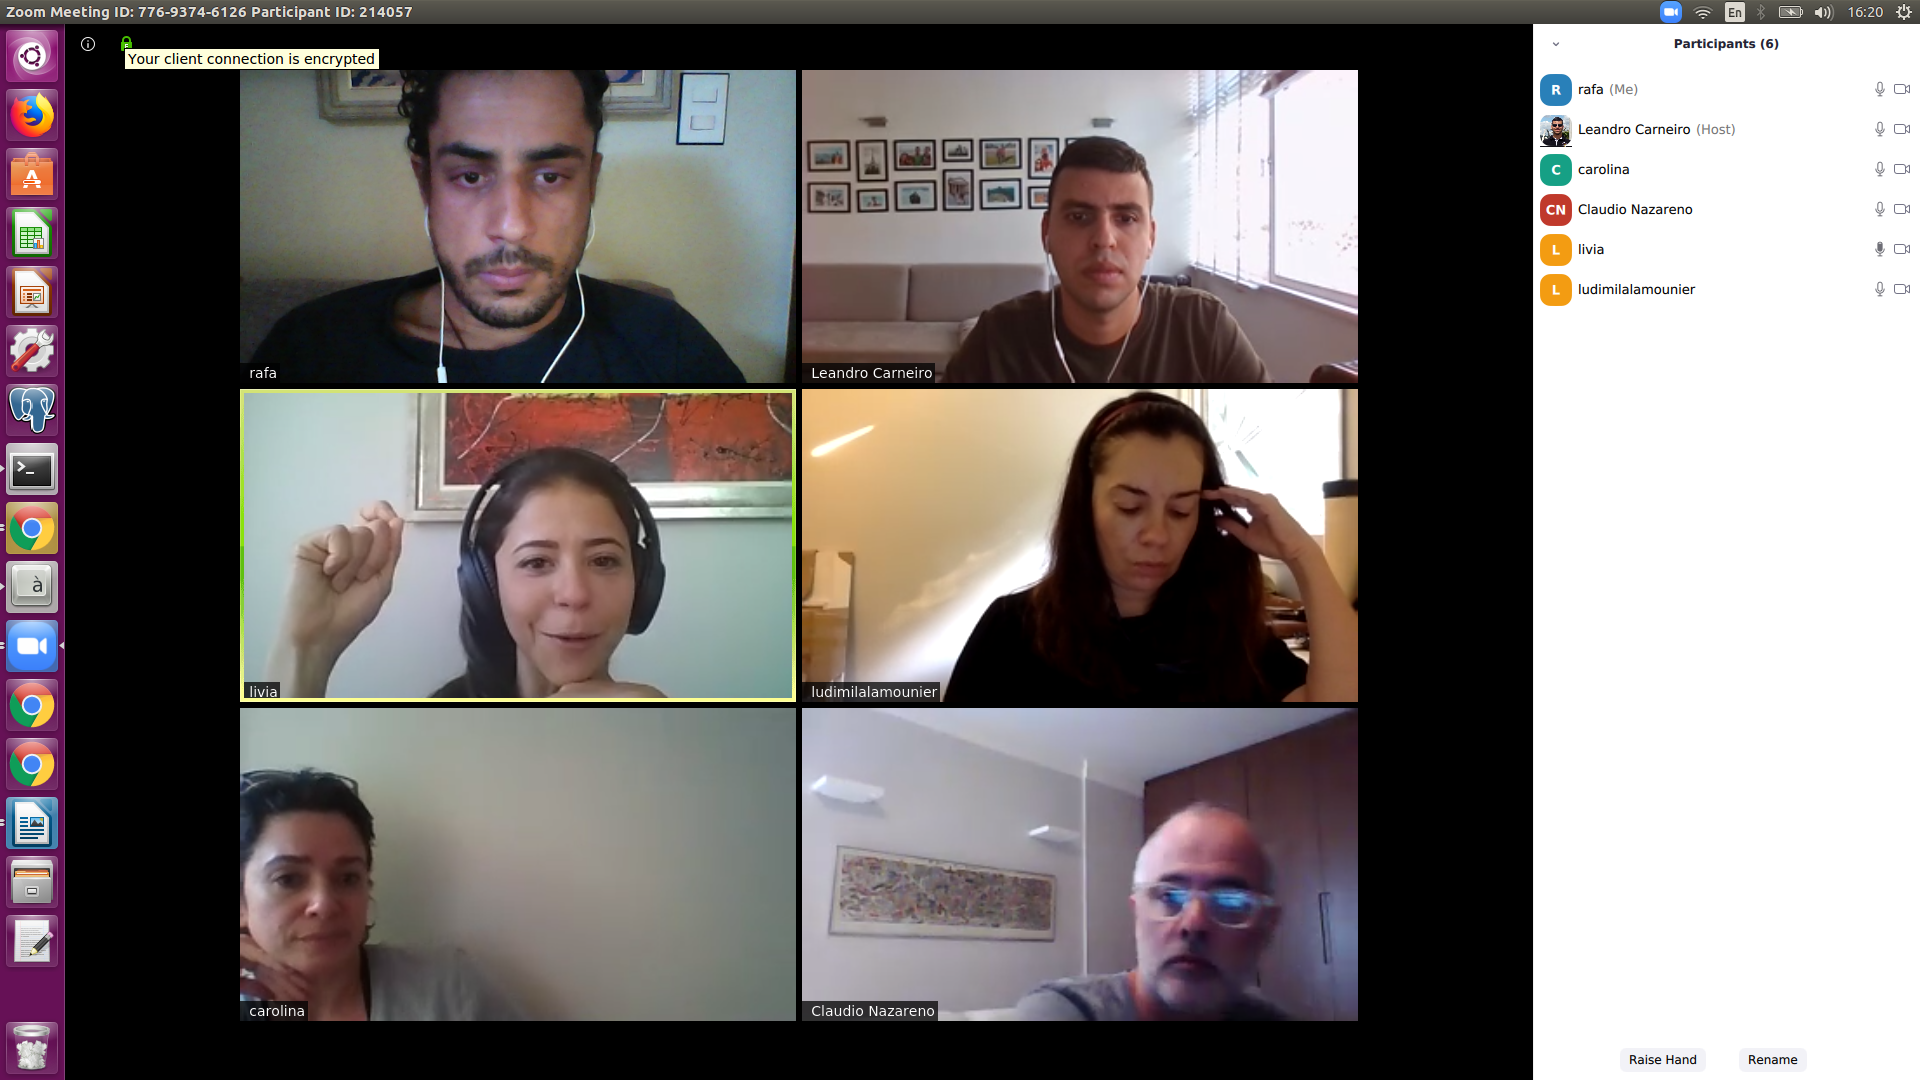 Zoom Meeting ID: 776-9374-6126 Participant ID: 214057
En
16:20
Your client connection is encrypted
rafa
Leandro Carneiro
livia
ludimilalamounier
carolina
Claudio Nazareno
Participants (6)
R rafa (Me)
Leandro Carneiro (Host)
C carolina
CN Claudio Nazareno
L livia
L ludimilalamounier
Raise Hand Rename
A
>_
à